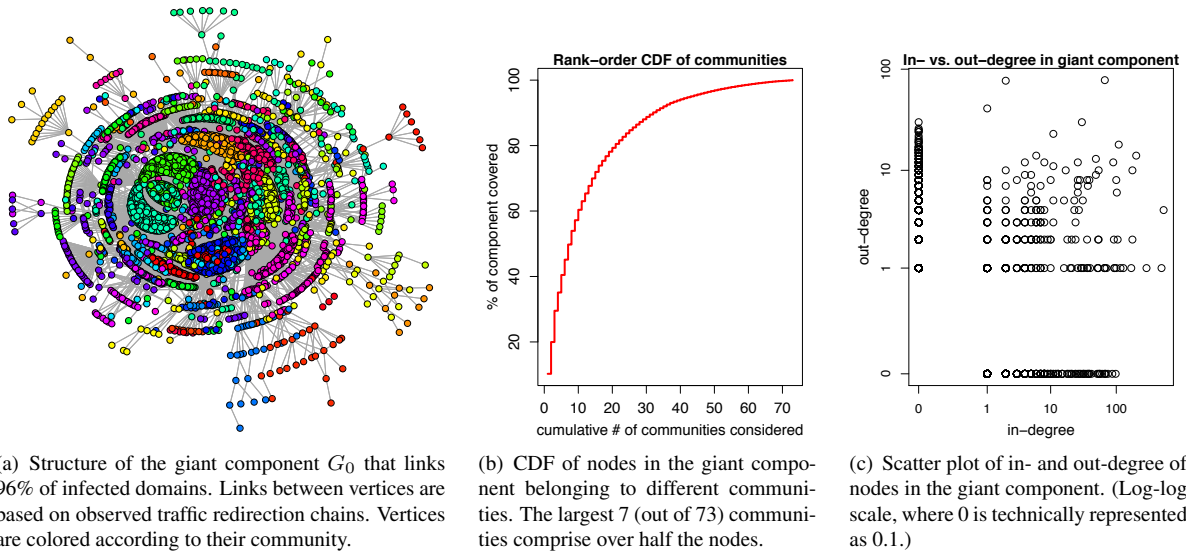 Rank−order CDF of communities
100
80
60
40
20
% of component covered
0 10 20 30 40 50 60 70
cumulative # of communities considered
In− vs. out−degree in giant component
100
10
1
0
out−degree
0 1 10 100
in−degree
(a) Structure of the giant component G0 that links
96% of infected domains. Links between vertices are
based on observed traffic redirection chains. Vertices
are colored according to their community.
(b) CDF of nodes in the giant compo-
nent belonging to different communi-
ties. The largest 7 (out of 73) communi-
ties comprise over half the nodes.
(c) Scatter plot of in- and out-degree of
nodes in the giant component. (Log-log
scale, where 0 is technically represented
as 0.1.)